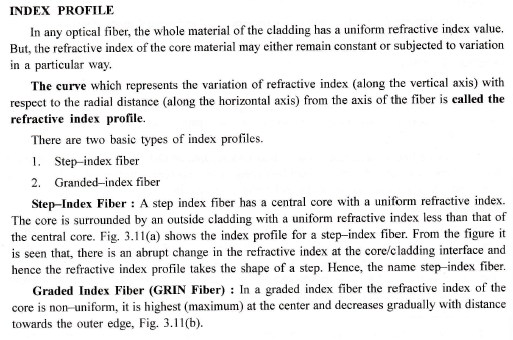 INDEX PROFILE
In any optical fiber, the whole material of the cladding has a uniform refractive index value.
But, the refractive index of the core material may either remain constant or subjected to variation
in a particular way.
The curve which represents the variation of refractive index (along the vertical axis) with
respect to the radial distance (along the horizontal axis) from the axis of the fiber is called the
refractive index profile.
There are two basic types of index profiles.
1. Step–index fiber
2. Granded–index fiber
Step–Index Fiber : A step index fiber has a central core with a uniform refractive index.
The core is surrounded by an outside cladding with a uniform refractive index less than that of
the central core. Fig. 3.11(a) shows the index profile for a step–index fiber. From the figure it
is seen that, there is an abrupt change in the refractive index at the core/cladding interface and
hence the refractive index profile takes the shape of a step. Hence, the name step–index fiber.
Graded Index Fiber (GRIN Fiber) : In a graded index fiber the refractive index of the
core is non–uniform, it is highest (maximum) at the center and decreases gradually with distance
towards the outer edge, Fig. 3.11(b).